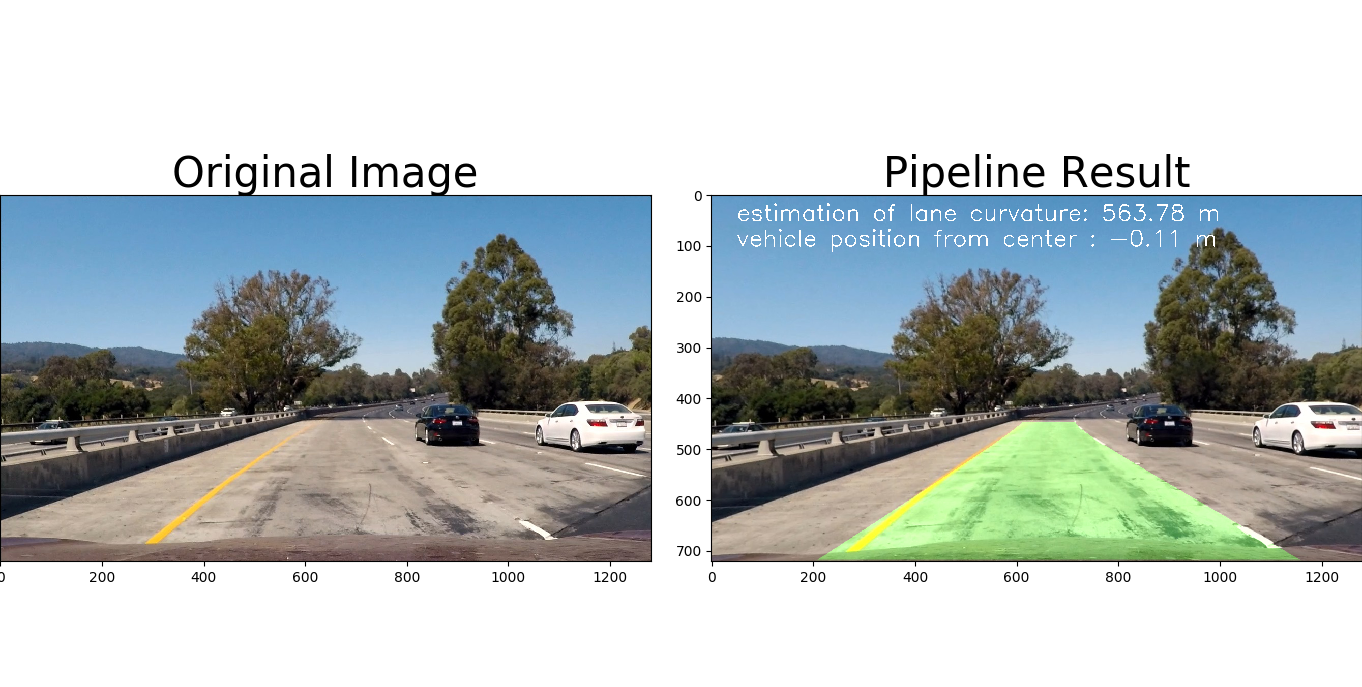 Original Image
Pipeline Result
estimation of lane curvature: 563.78 m
vehicle position from center : −0.11 m
0
100
200
300
400
500
600
700
0 200 400 600 800 1000 1200
0 200 400 600 800 1000 1200